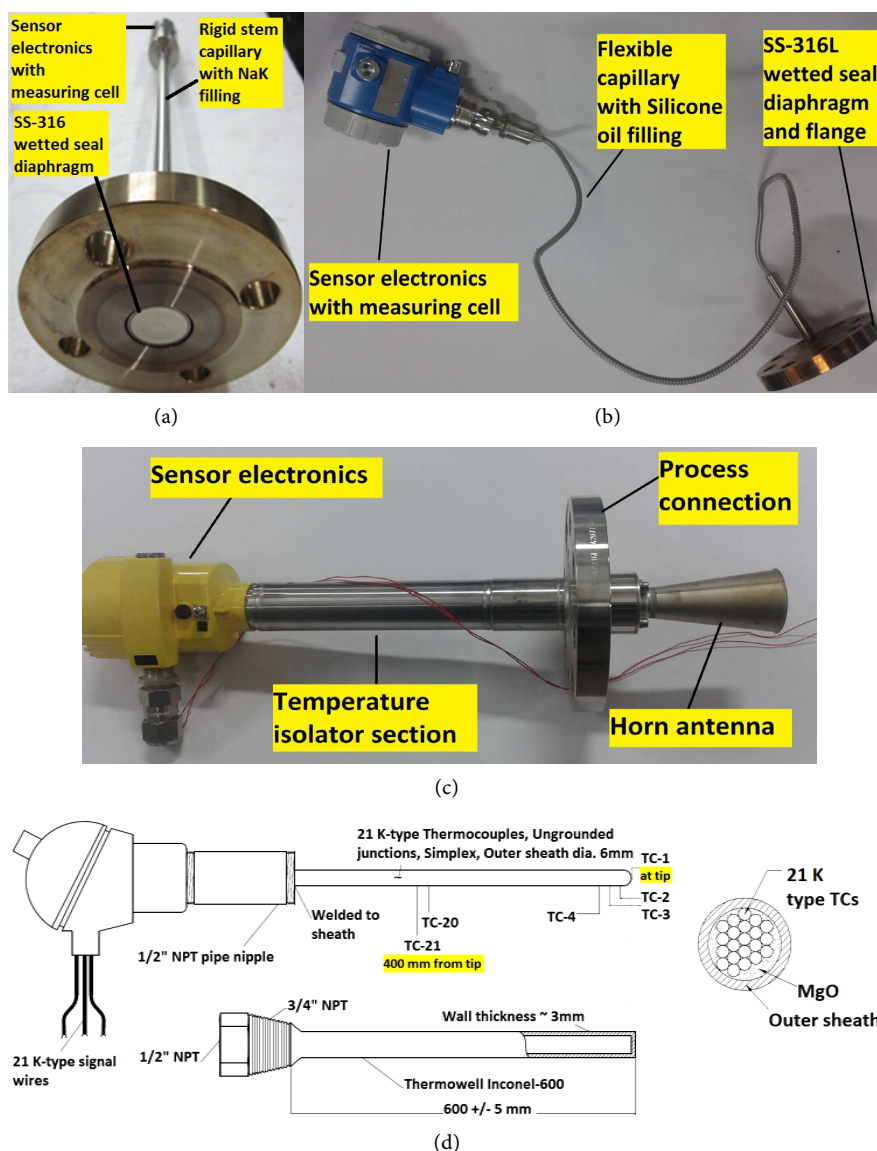 Sensor
electronics
with
measuring cell
Rigid stem
capillary
with NaK
filling
SS-316
wetted seal
diaphragm
(a)
Flexible
capillary
with Silicone
oil filling
SS-316L
wetted seal
diaphragm
and flange
Sensor electronics
with measuring cell
(b)
Sensor electronics
Process
connection
Temperature
isolator section
Horn antenna
(c)
21 K-type Thermocouples, Ungrounded
junctions, Simplex, Outer sheath dia. 6mm
TC-1
at tip
TC-2
TC-3
TC-4
TC-20
TC-21
400 mm from tip
Welded to
sheath
1/2" NPT pipe nipple
21 K
type TCs
MgO
Outer sheath
21 K-type signal
wires
3/4" NPT
1/2" NPT
Wall thickness ~ 3mm
Thermowell Inconel-600
600 +/- 5 mm
(d)